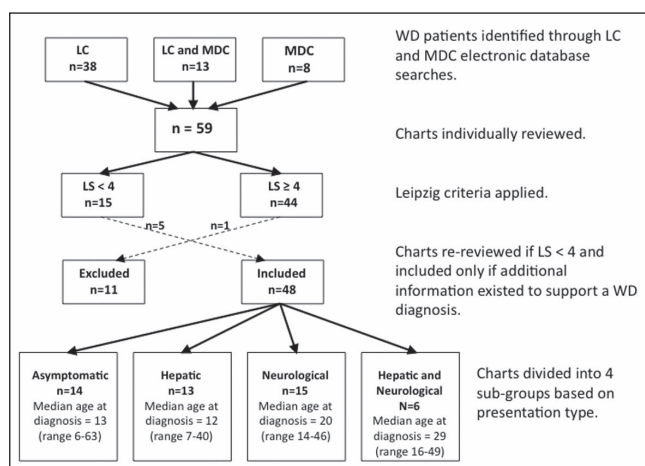 LC
n=38
LC and MDC
n=13
MDC
n=8
WD patients identified through LC
and MDC electronic database
searches.
n = 59
Charts individually reviewed.
LS < 4
n=15
LS ≥ 4
n=44
Leipzig criteria applied.
n=5
n=1
Excluded
n=11
Included
n=48
Charts re-reviewed if LS < 4 and
included only if additional
information existed to support a WD
diagnosis.
Asymptomatic
n=14
Median age at
diagnosis = 13
(range 6-63)
Hepatic
n=13
Median age at
diagnosis = 12
(range 7-40)
Neurological
n=15
Median age at
diagnosis = 20
(range 14-46)
Hepatic and
Neurological
N=6
Median age at
diagnosis = 29
(range 16-49)
Charts divided into 4
sub-groups based on
presentation type.